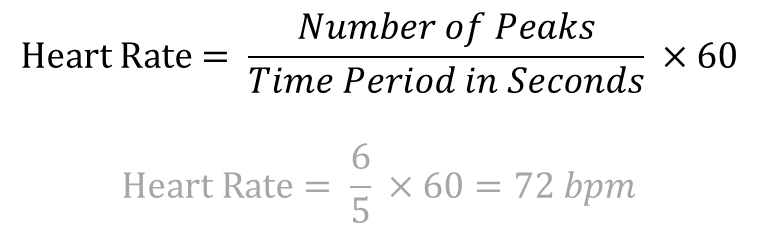 Heart Rate = Number of Peaks / Time Period in Seconds × 60
Heart Rate = 6 / 5 × 60 = 72 bpm